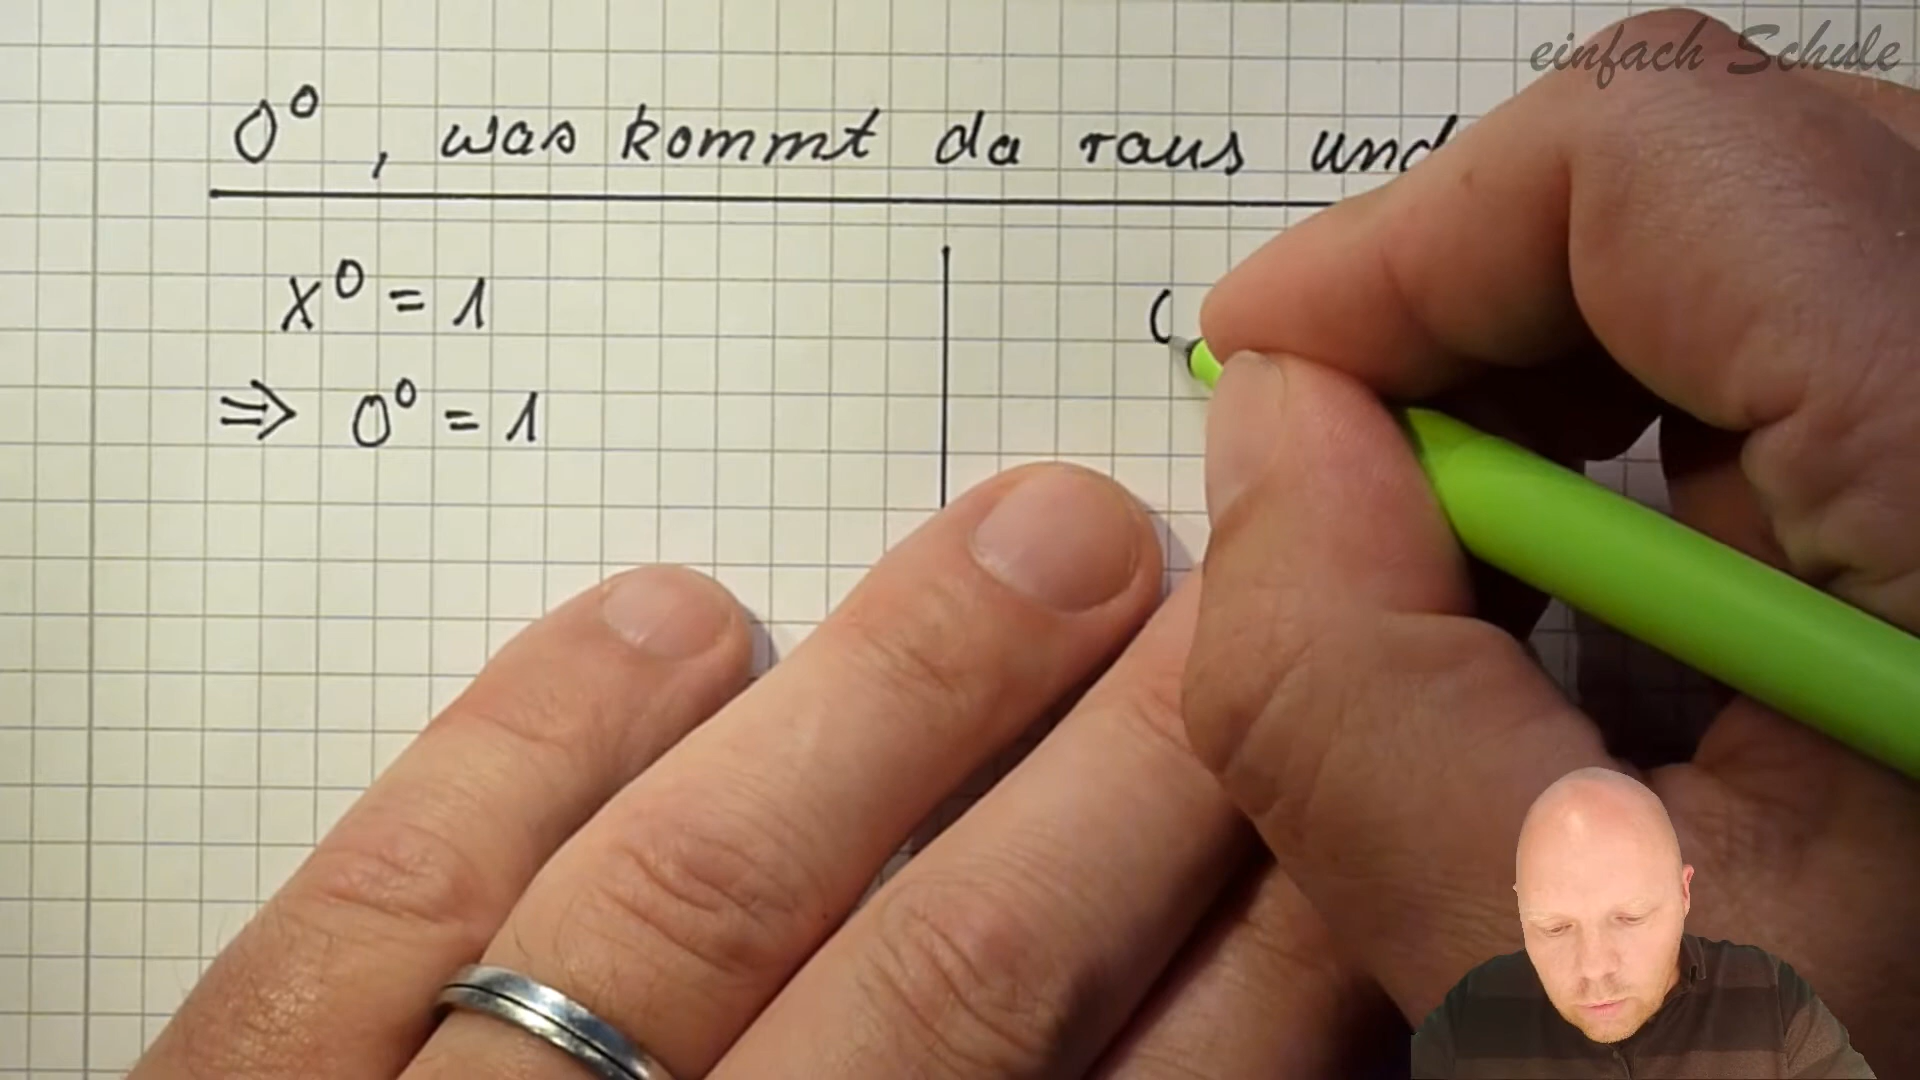 einfach Schule
0⁰, was kommt da raus und
x⁰ = 1
⇒ 0⁰ = 1